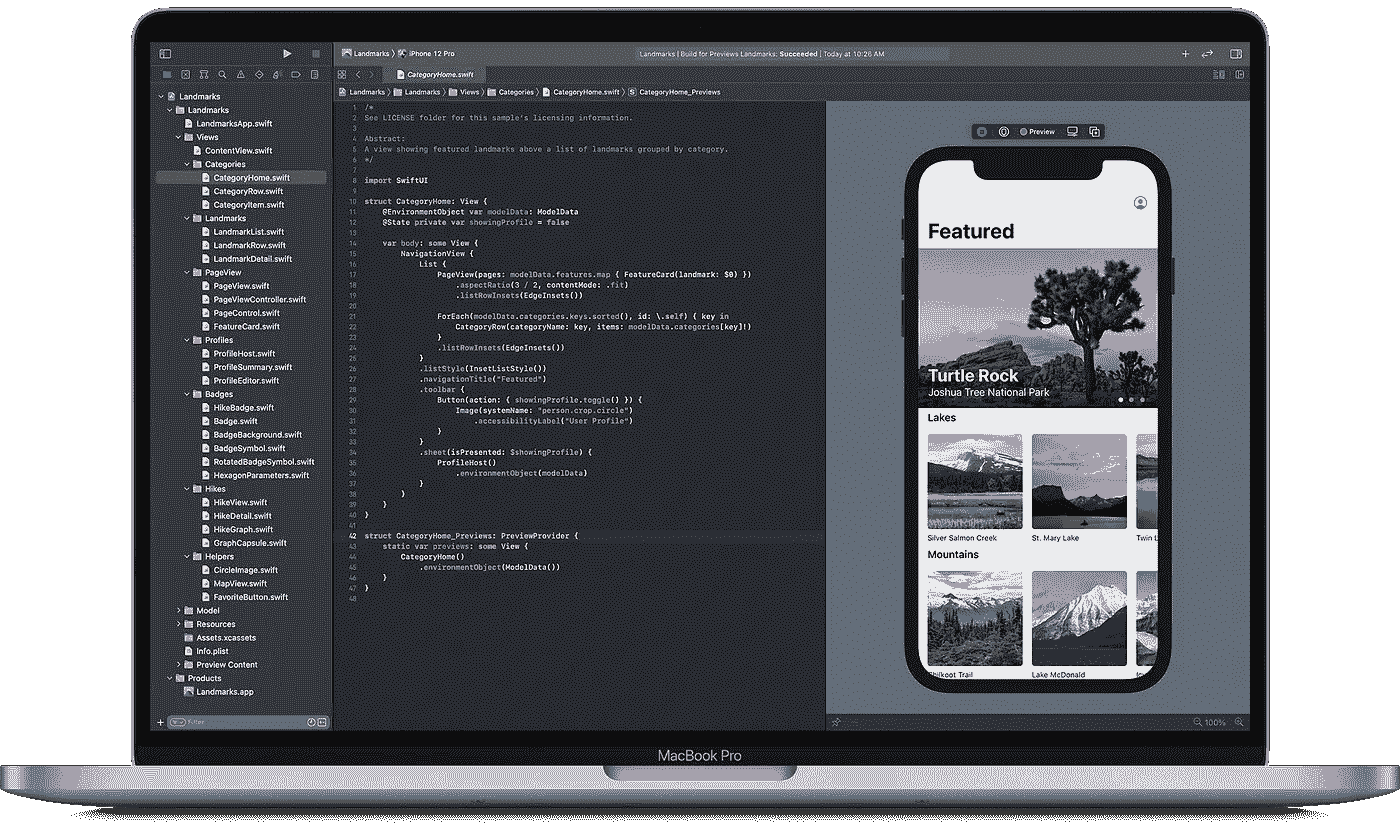 Landmarks
iPhone 12 Pro
Landmarks | Build for Previews Landmarks: Succeeded | Today at 10:26 AM
CategoryHome.swift
Landmarks
Landmarks
Views
Categories
CategoryHome.swift
CategoryHome_Previews
Landmarks
Landmarks
LandmarksApp.swift
Views
ContentView.swift
Categories
CategoryHome.swift
CategoryRow.swift
CategoryItem.swift
Landmarks
LandmarkList.swift
LandmarkRow.swift
LandmarkDetail.swift
PageView
PageView.swift
PageViewController.swift
PageControl.swift
FeatureCard.swift
Profiles
ProfileHost.swift
ProfileSummary.swift
ProfileEditor.swift
Badges
HikeBadge.swift
Badge.swift
BadgeBackground.swift
BadgeSymbol.swift
RotatedBadgeSymbol.swift
HexagonParameters.swift
Hikes
HikeView.swift
HikeDetail.swift
HikeGraph.swift
GraphCapsule.swift
Helpers
CircleImage.swift
MapView.swift
FavoriteButton.swift
Model
Resources
Assets.xcassets
Info.plist
Preview Content
Products
Landmarks.app
Filter
1 /*
2 See LICENSE folder for this sample's licensing information.
3
4 Abstract:
5 A view showing featured landmarks above a list of landmarks grouped by category.
6 */
7
8 import SwiftUI
9
10 struct CategoryHome: View {
11 @EnvironmentObject var modelData: ModelData
12 @State private var showingProfile = false
13
14 var body: some View {
15 NavigationView {
16 List {
17 PageView(pages: modelData.features.map { FeatureCard(landmark: $0) })
18 .aspectRatio(3 / 2, contentMode: .fit)
19 .listRowInsets(EdgeInsets())
20
21 ForEach(modelData.categories.keys.sorted(), id: \.self) { key in
22 CategoryRow(categoryName: key, items: modelData.categories[key]!)
23 }
24 .listRowInsets(EdgeInsets())
25 }
26 .listStyle(InsetListStyle())
27 .navigationTitle("Featured")
28 .toolbar {
29 Button(action: { showingProfile.toggle() }) {
30 Image(systemName: "person.crop.circle")
31 .accessibilityLabel("User Profile")
32 }
33 }
34 .sheet(isPresented: $showingProfile) {
35 ProfileHost()
36 .environmentObject(modelData)
37 }
38 }
39 }
40 }
41
42 struct CategoryHome_Previews: PreviewProvider {
43 static var previews: some View {
44 CategoryHome()
45 .environmentObject(ModelData())
46 }
47 }
48
Preview
Featured
Turtle Rock
Joshua Tree National Park
Lakes
Silver Salmon Creek
St. Mary Lake
Twin L
Mountains
Chilkoot Trail
Lake McDonald
100%
MacBook Pro